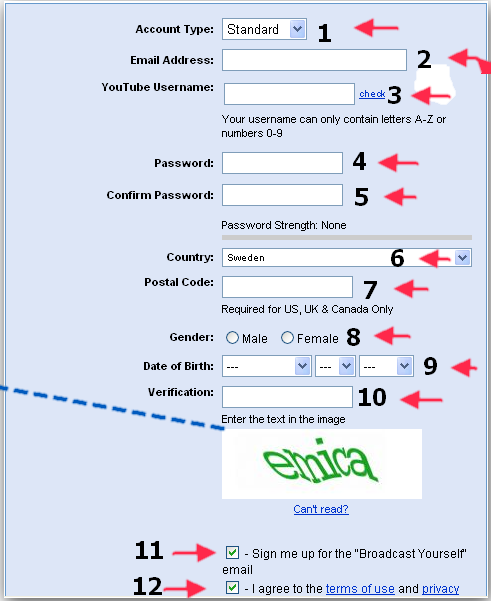 Account Type: Standard 1
Email Address: 2
YouTube Username: check 3
Your username can only contain letters A-Z or
numbers 0-9
Password: 4
Confirm Password: 5
Password Strength: None
Country: Sweden 6
Postal Code: 7
Required for US, UK & Canada Only
Gender: Male Female 8
Date of Birth: --- --- --- 9
Verification: 10
Enter the text in the image
emica
Can't read?
11 - Sign me up for the "Broadcast Yourself"
email
12 - I agree to the terms of use and privacy